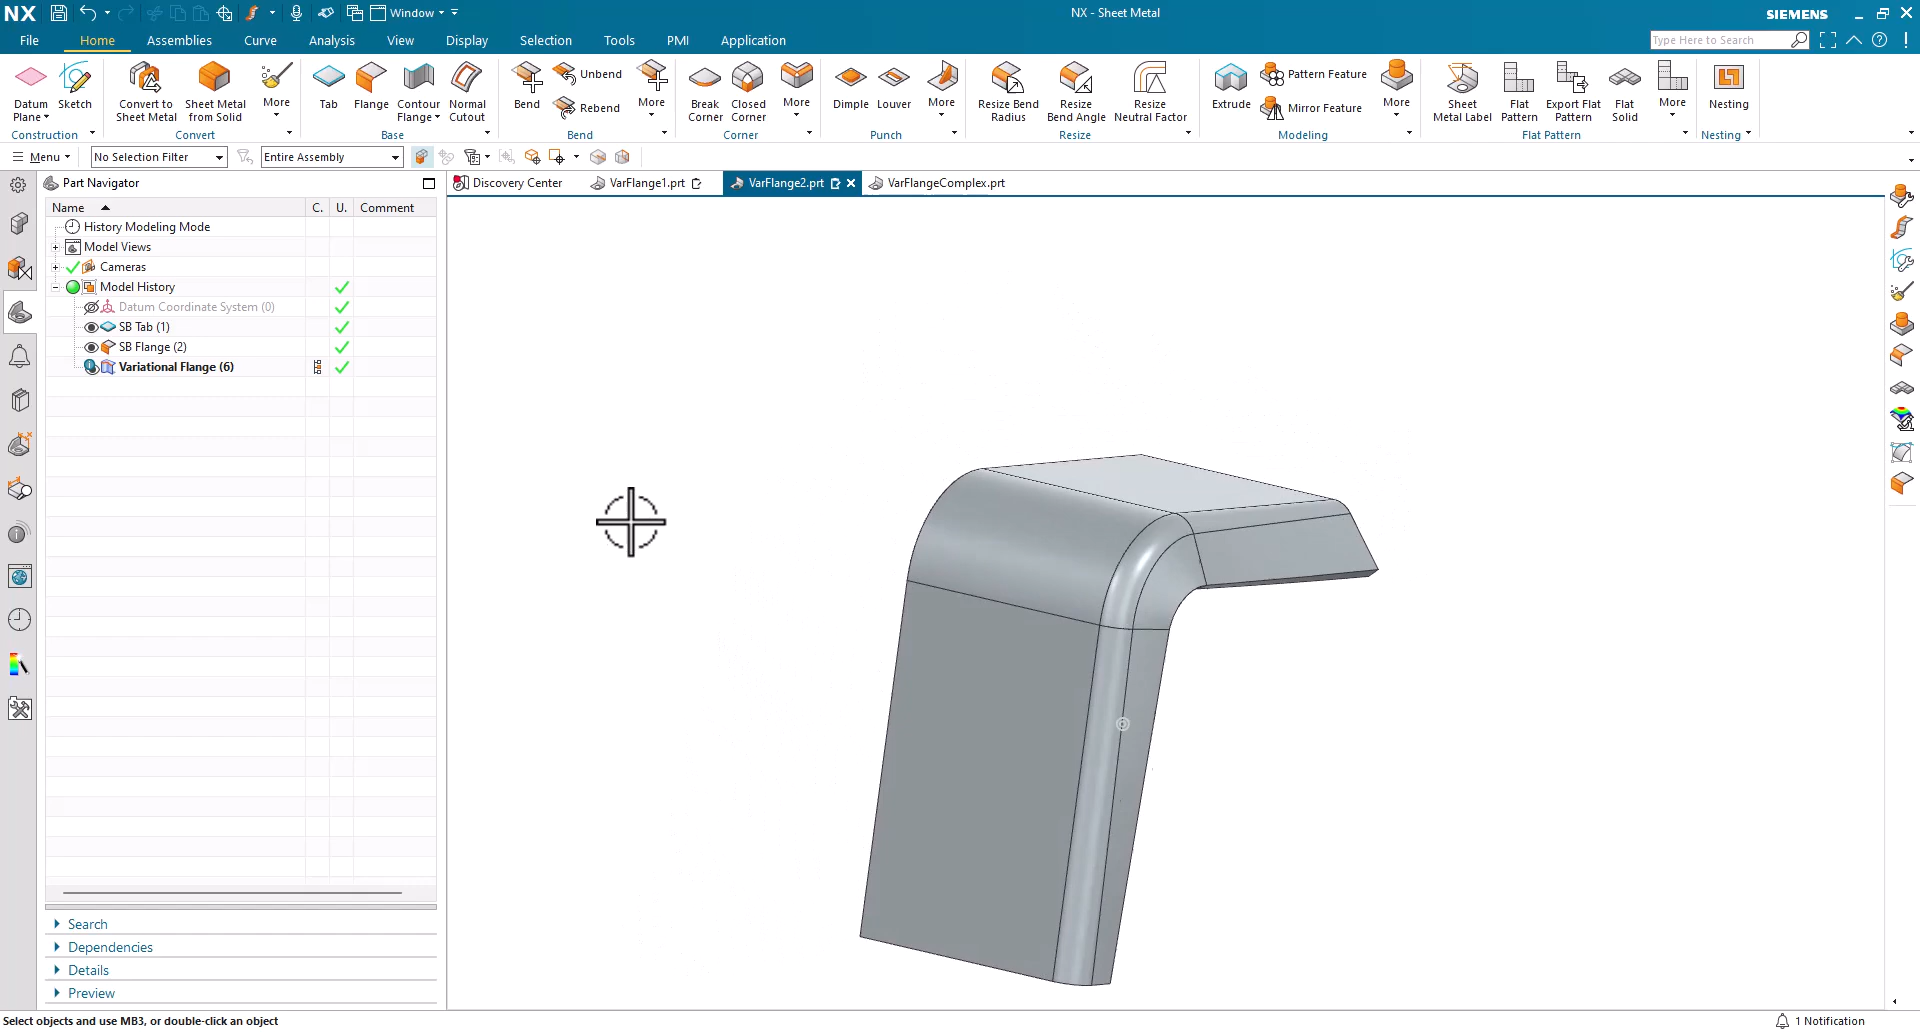 NX
Window
NX - Sheet Metal
SIEMENS
File
Home
Assemblies
Curve
Analysis
View
Display
Selection
Tools
PMI
Application
Type Here to Search
Datum
Plane
Sketch
Construction
Convert to
Sheet Metal
Sheet Metal
from Solid
More
Convert
Tab
Flange
Contour
Flange
Normal
Cutout
Base
Bend
Unbend
Rebend
More
Bend
Break
Corner
Closed
Corner
More
Corner
Dimple
Louver
More
Punch
Resize Bend
Radius
Resize
Bend Angle
Resize
Neutral Factor
Resize
Extrude
Pattern Feature
Mirror Feature
More
Modeling
Sheet
Metal Label
Flat
Pattern
Export Flat
Pattern
Flat
Solid
More
Flat Pattern
Nesting
Nesting
Menu
No Selection Filter
Entire Assembly
Part Navigator
Discovery Center
VarFlange1.prt
VarFlange2.prt
VarFlangeComplex.prt
Name
C.
U.
Comment
History Modeling Mode
Model Views
Cameras
Model History
Datum Coordinate System (0)
SB Tab (1)
SB Flange (2)
Variational Flange (6)
Search
Dependencies
Details
Preview
Select objects and use MB3, or double-click an object
1 Notification